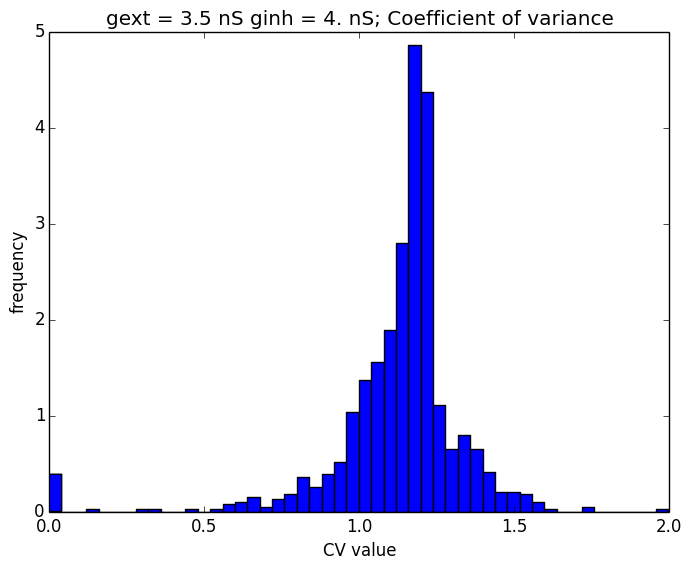 gext = 3.5 nS ginh = 4. nS; Coefficient of variance
5
4
3
2
1
0
frequency
0.0 0.5 1.0 1.5 2.0
CV value